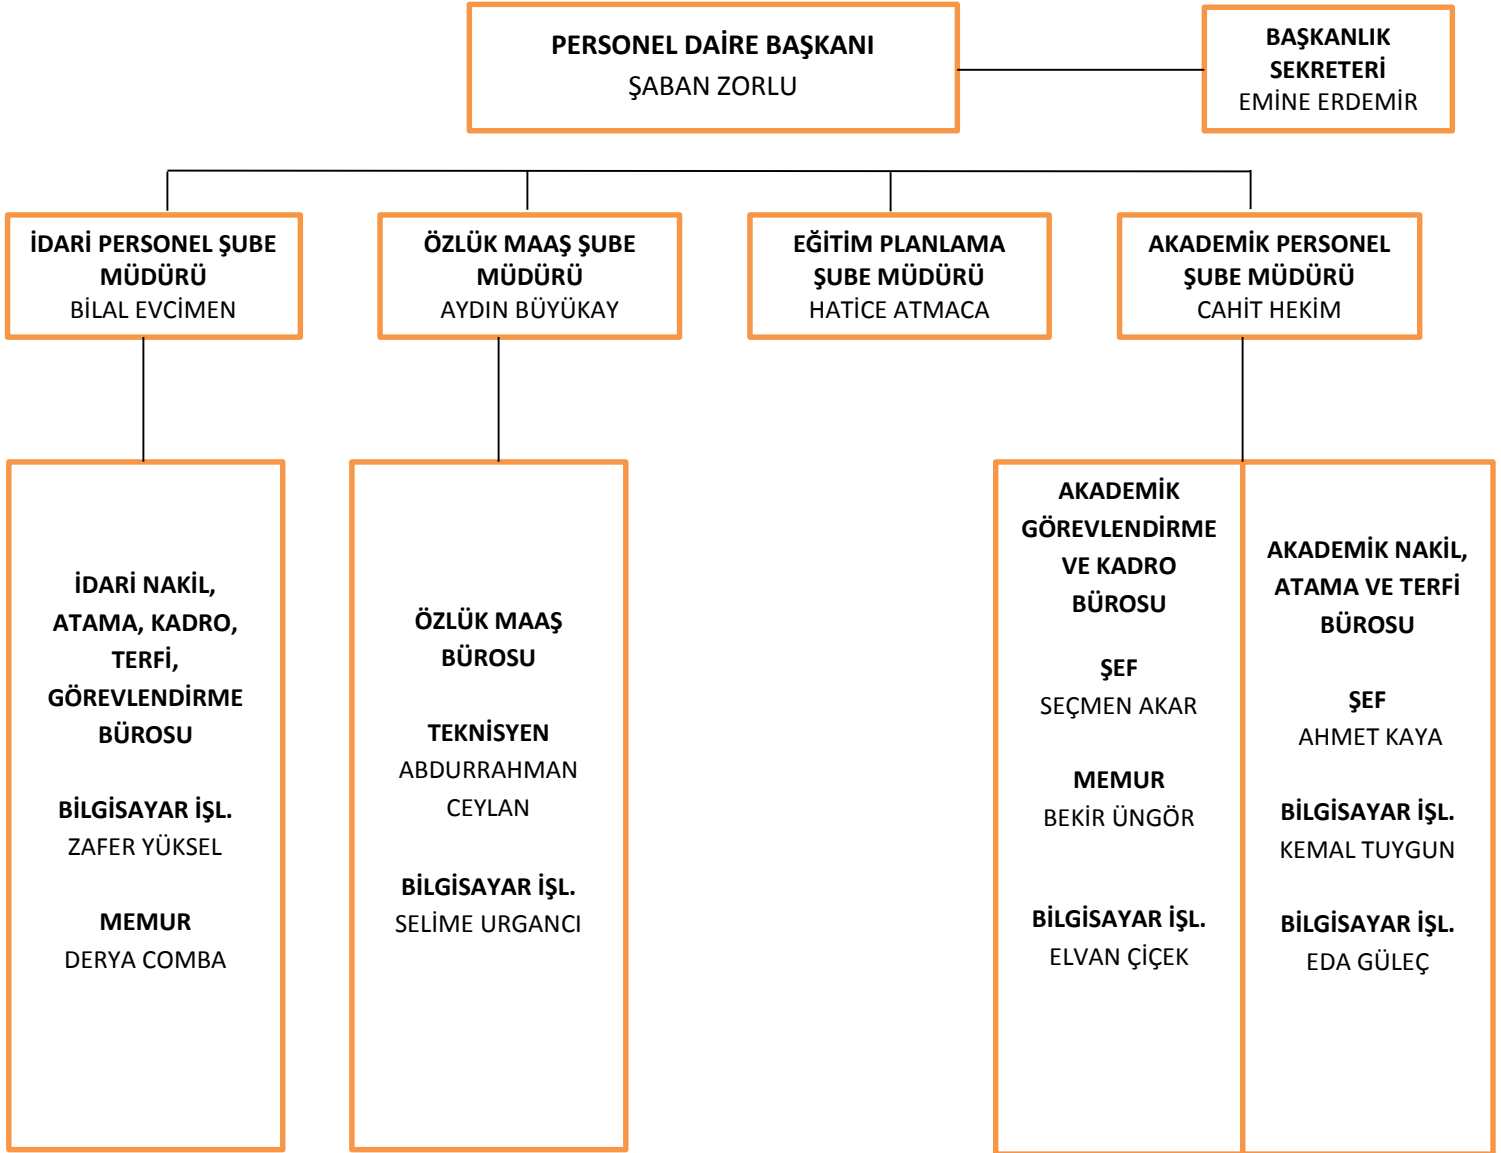 PERSONEL DAİRE BAŞKANI
ŞABAN ZORLU
BAŞKANLIK
SEKRETERİ
EMİNE ERDEMİR
İDARİ PERSONEL ŞUBE
MÜDÜRÜ
BİLAL EVCİMEN
ÖZLÜK MAAŞ ŞUBE
MÜDÜRÜ
AYDIN BÜYÜKAY
EĞİTİM PLANLAMA
ŞUBE MÜDÜRÜ
HATİCE ATMACA
AKADEMİK PERSONEL
ŞUBE MÜDÜRÜ
CAHİT HEKİM
İDARİ NAKİL,
ATAMA, KADRO,
TERFİ,
GÖREVLENDİRME
BÜROSU
BİLGİSAYAR İŞL.
ZAFER YÜKSEL
MEMUR
DERYA COMBA
ÖZLÜK MAAŞ
BÜROSU
TEKNİSYEN
ABDURRAHMAN
CEYLAN
BİLGİSAYAR İŞL.
SELİME URGANCI
AKADEMİK
GÖREVLENDİRME
VE KADRO
BÜROSU
ŞEF
SEÇMEN AKAR
MEMUR
BEKİR ÜNGÖR
BİLGİSAYAR İŞL.
ELVAN ÇİÇEK
AKADEMİK NAKİL,
ATAMA VE TERFİ
BÜROSU
ŞEF
AHMET KAYA
BİLGİSAYAR İŞL.
KEMAL TUYGUN
BİLGİSAYAR İŞL.
EDA GÜLEÇ